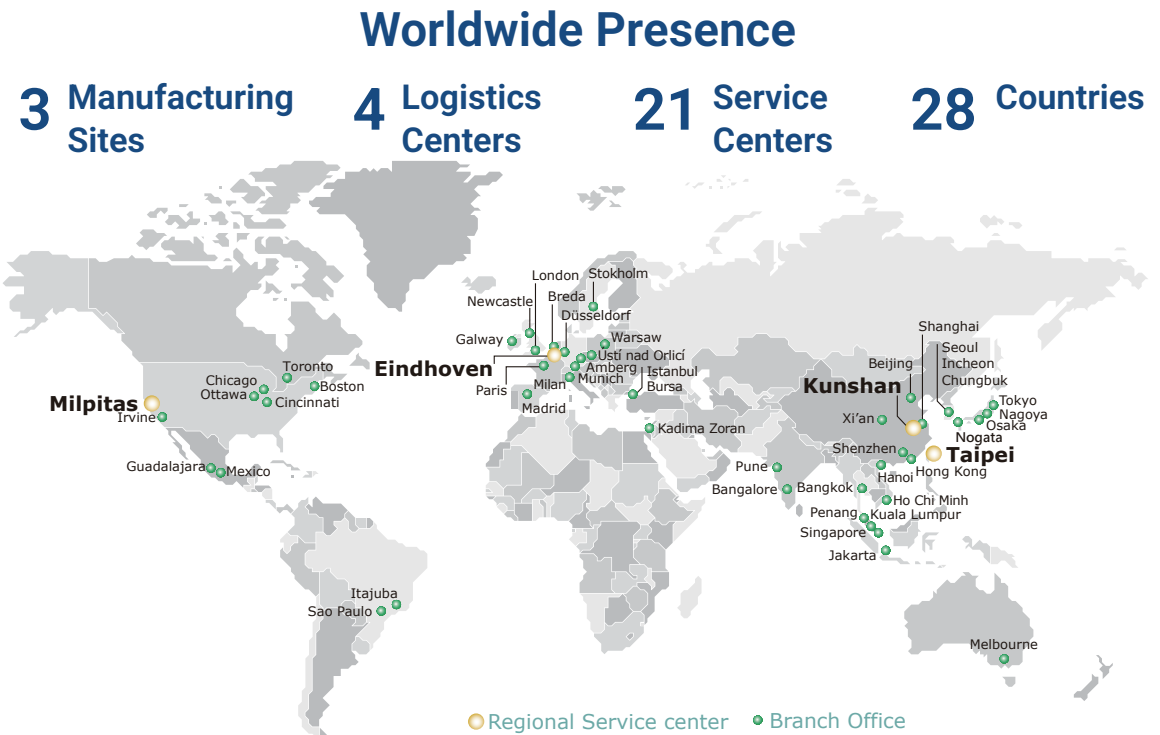 Worldwide Presence
3 Manufacturing Sites
4 Logistics Centers
21 Service Centers
28 Countries
London
Stokholm
Newcastle
Breda
Düsseldorf
Galway
Warsaw
Eindhoven
Ustí nad Orlicí
Amberg
Istanbul
Paris
Milan
Munich
Bursa
Madrid
Kadima Zoran
Toronto
Chicago
Boston
Ottawa
Cincinnati
Milpitas
Irvine
Guadalajara
Mexico
Itajuba
Sao Paulo
Shanghai
Seoul
Beijing
Incheon
Chungbuk
Kunshan
Tokyo
Nagoya
Xi'an
Osaka
Nogata
Shenzhen
Taipei
Pune
Hanoi
Hong Kong
Bangalore
Bangkok
Ho Chi Minh
Penang
Kuala Lumpur
Singapore
Jakarta
Melbourne
Regional Service center
Branch Office